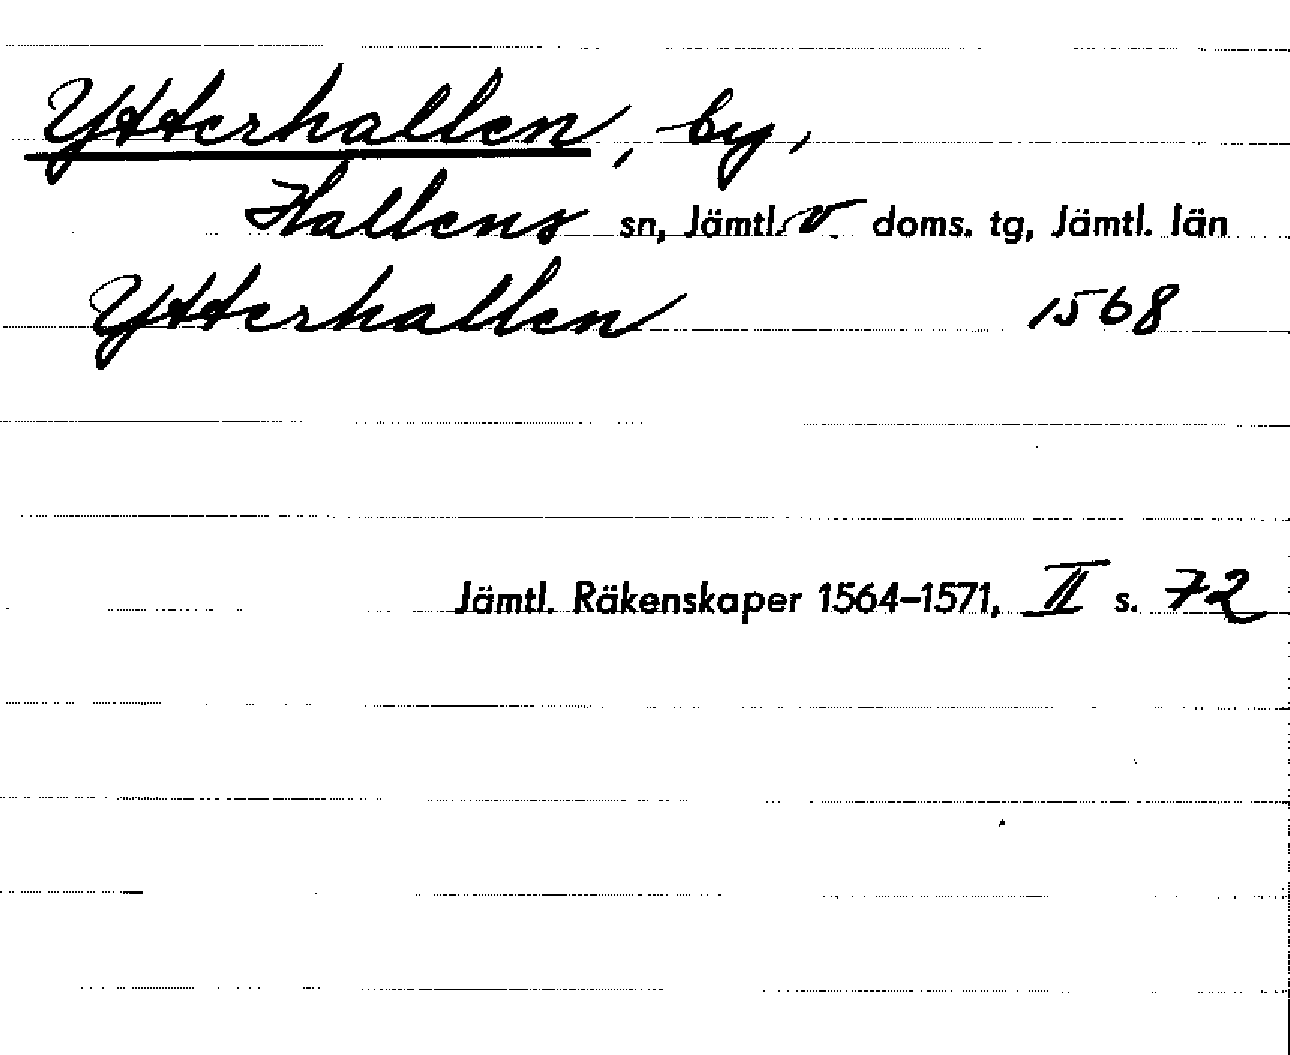 Ytterhallen, by,
Hallens sn, Jämtl. v. doms. tg, Jämtl. län
Ytterhallen 1568
Jämtl. Räkenskaper 1564–1571, II s. 72